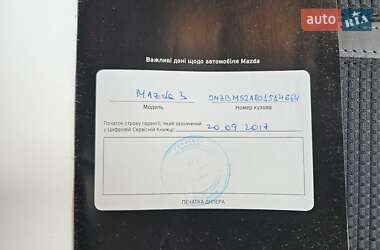 auto RIA
Важливі дані щодо автомобіля Mazda
Mazda 3
Модель Номер кузова
Початок строку гарантії, який зазначений
у Цифровій Сервісній Книжці 20.09.2017
ПЕЧАТКА ДИЛЕРА